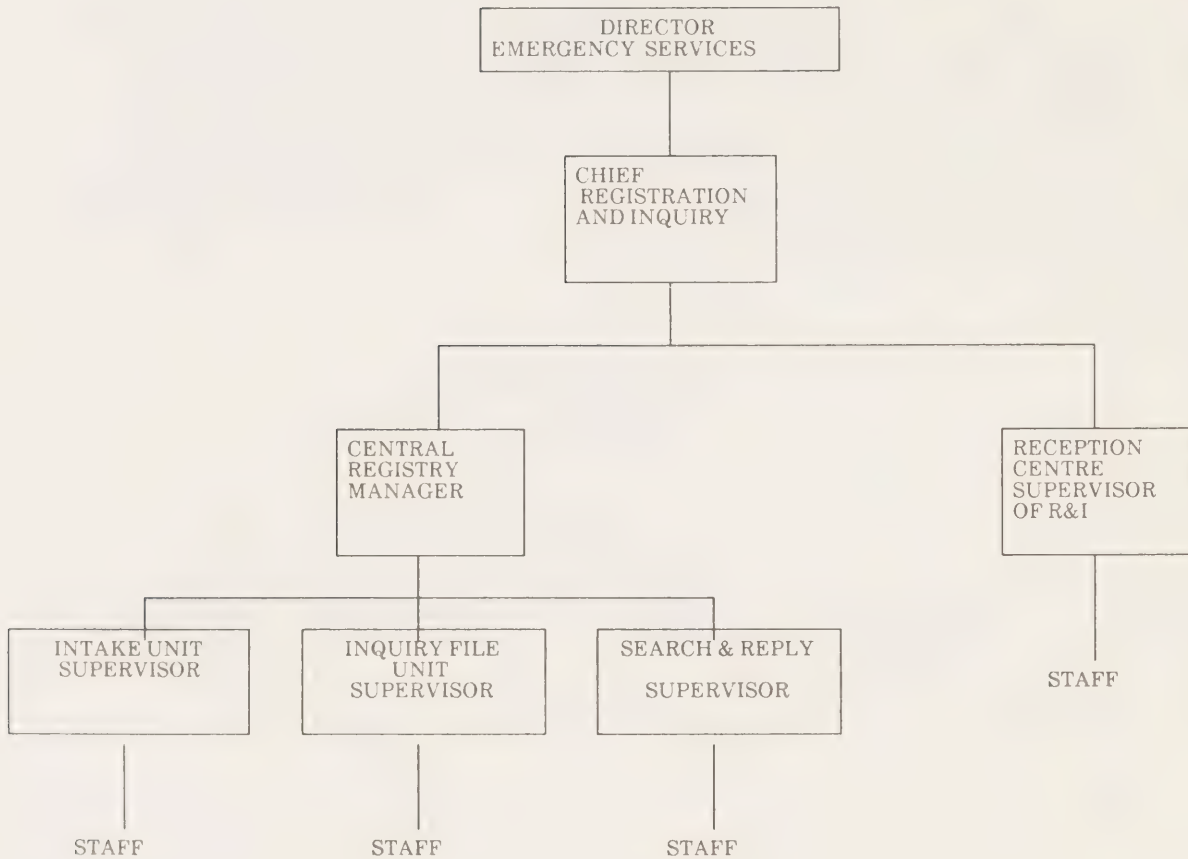 DIRECTOR
EMERGENCY SERVICES
CHIEF
REGISTRATION
AND INQUIRY
CENTRAL
REGISTRY
MANAGER
RECEPTION
CENTRE
SUPERVISOR
OF R&I
INTAKE UNIT
SUPERVISOR
INQUIRY FILE
UNIT
SUPERVISOR
SEARCH & REPLY
SUPERVISOR
STAFF
STAFF
STAFF
STAFF